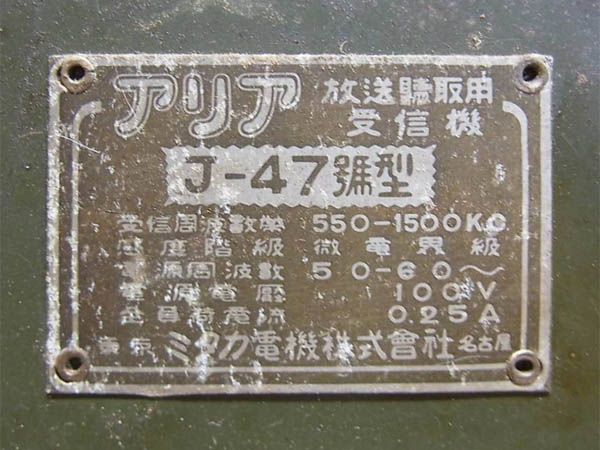 アリア 放送聽取用
受信機
J-47號型
受信周波數帶 550-1500KC
感度階級 微電界級
電源周波數 50-60～
電源電壓 100V
全負荷電流 0.25A
東京 ミタカ電機株式會社 名古屋